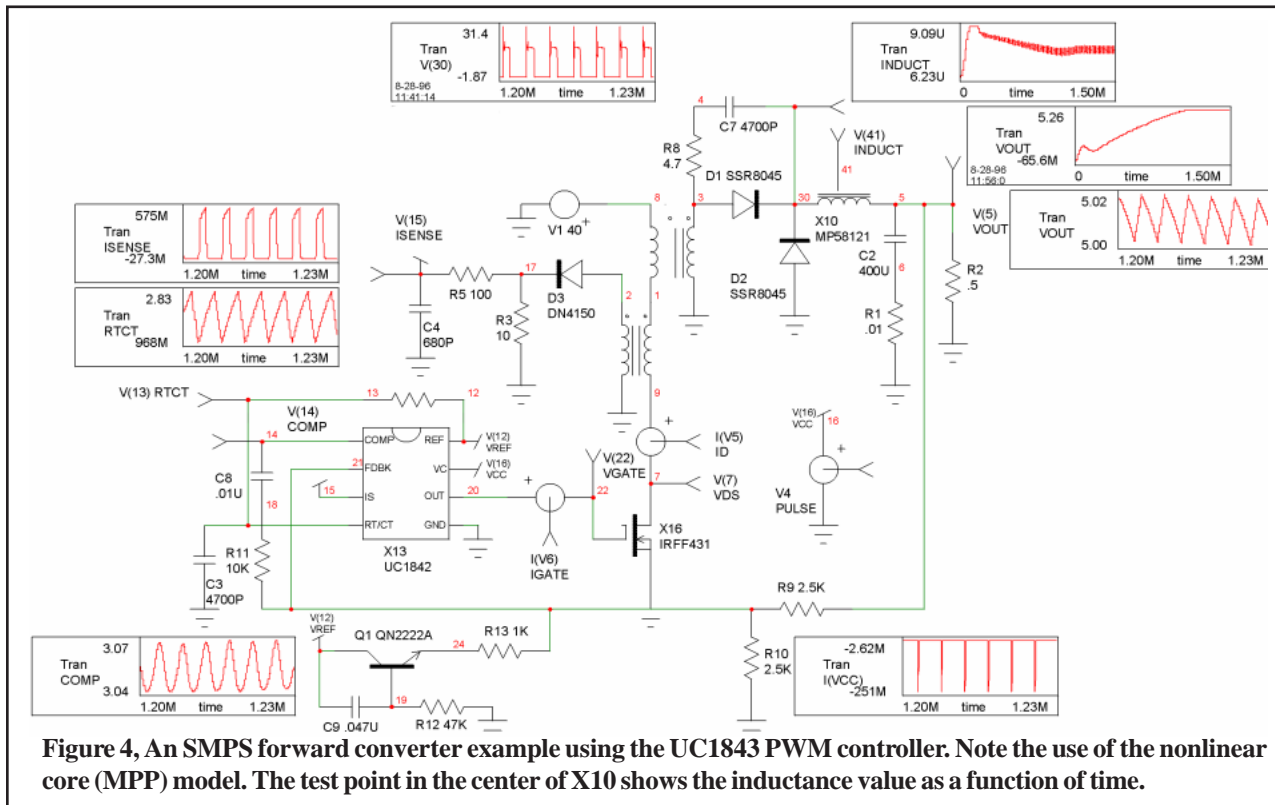 31.4
Tran
V(30)
-1.87
8-28-96
11:41:14
1.20M time 1.23M
9.09U
Tran
INDUCT
6.23U
0 time 1.50M
4
C7 4700P
V(41)
INDUCT
5.26
Tran
VOUT
-65.6M
8-28-96
11:56:0
0 time 1.50M
R8
4.7
41
D1 SSR8045
8
3
30
5
V1 40
+
X10
MP58121
V(5)
VOUT
5.02
Tran
VOUT
5.00
1.20M time 1.23M
575M
Tran
ISENSE
-27.3M
1.20M time 1.23M
V(15)
ISENSE
17
R5 100
D3
DN4150
2
1
D2
SSR8045
C2
400U
6
R2
.5
2.83
Tran
RTCT
968M
1.20M time 1.23M
C4
680P
R3
10
R1
.01
9
V(13) RTCT
13
12
V(14)
COMP
14
COMP
REF
V(12)
VREF
21
FDBK
VC
V(16)
VCC
C8
.01U
15
IS
OUT
20
18
RT/CT
GND
X13
UC1842
R11
10K
C3
4700P
+
I(V6)
IGATE
V(22)
VGATE
22
+
I(V5)
ID
7
V(7)
VDS
X16
IRFF431
V(16)
VCC
16
+
V4
PULSE
R9 2.5K
R10
2.5K
V(12)
VREF
Q1 QN2222A
24
R13 1K
19
C9 .047U
R12 47K
3.07
Tran
COMP
3.04
1.20M time 1.23M
-2.62M
Tran
I(VCC)
-251M
1.20M time 1.23M
Figure 4, An SMPS forward converter example using the UC1843 PWM controller. Note the use of the nonlinear
core (MPP) model. The test point in the center of X10 shows the inductance value as a function of time.